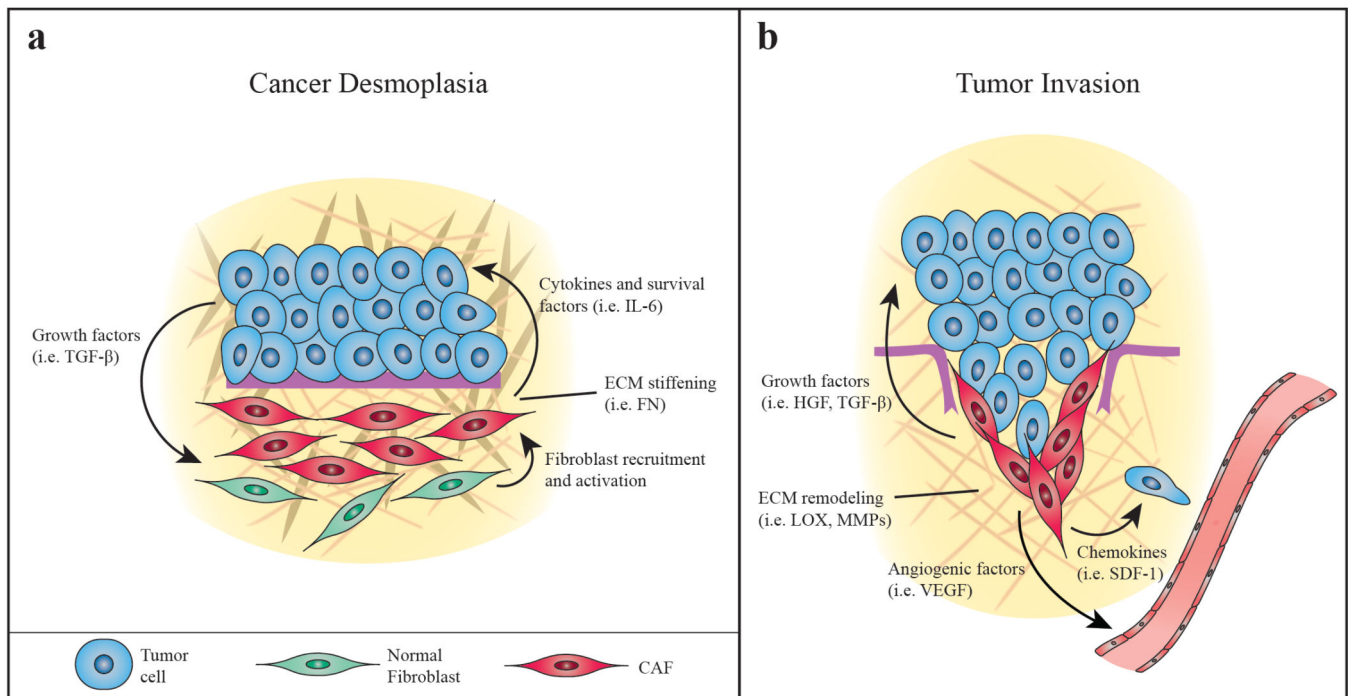 a
Cancer Desmoplasia
Growth factors
(i.e. TGF-β)
Cytokines and survival
factors (i.e. IL-6)
ECM stiffening
(i.e. FN)
Fibroblast recruitment
and activation
Tumor
cell
Normal
Fibroblast
CAF
b
Tumor Invasion
Growth factors
(i.e. HGF, TGF-β)
ECM remodeling
(i.e. LOX, MMPs)
Angiogenic factors
(i.e. VEGF)
Chemokines
(i.e. SDF-1)